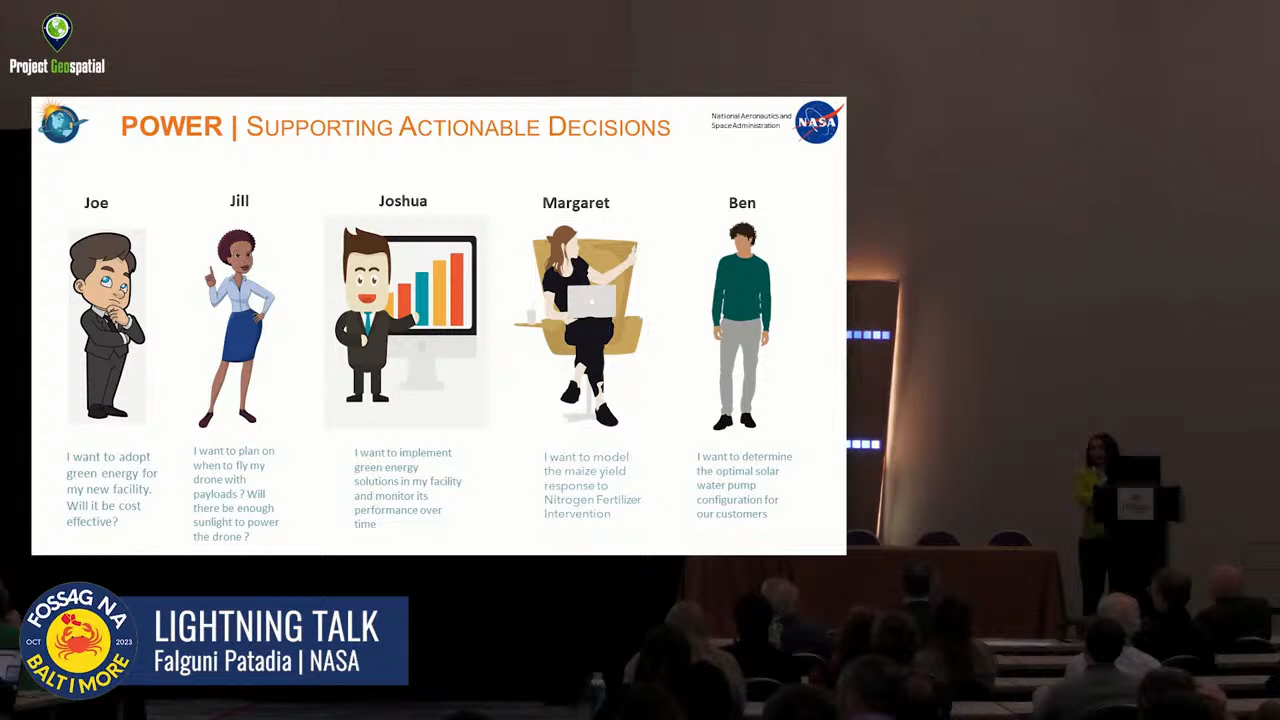 Project Geospatial
POWER | SUPPORTING ACTIONABLE DECISIONS
National Aeronautics and
Space Administration
NASA
Joe
Jill
Joshua
Margaret
Ben
I want to adopt
green energy for
my new facility.
Will it be cost
effective?
I want to plan on
when to fly my
drone with
payloads ? Will
there be enough
sunlight to power
the drone ?
I want to implement
green energy
solutions in my facility
and monitor its
performance over
time
I want to model
the maize yield
response to
Nitrogen Fertilizer
Intervention
I want to determine
the optimal solar
water pump
configuration for
our customers
FOSS4G NA
OCT 2023
BALTIMORE
LIGHTNING TALK
Falguni Patadia | NASA